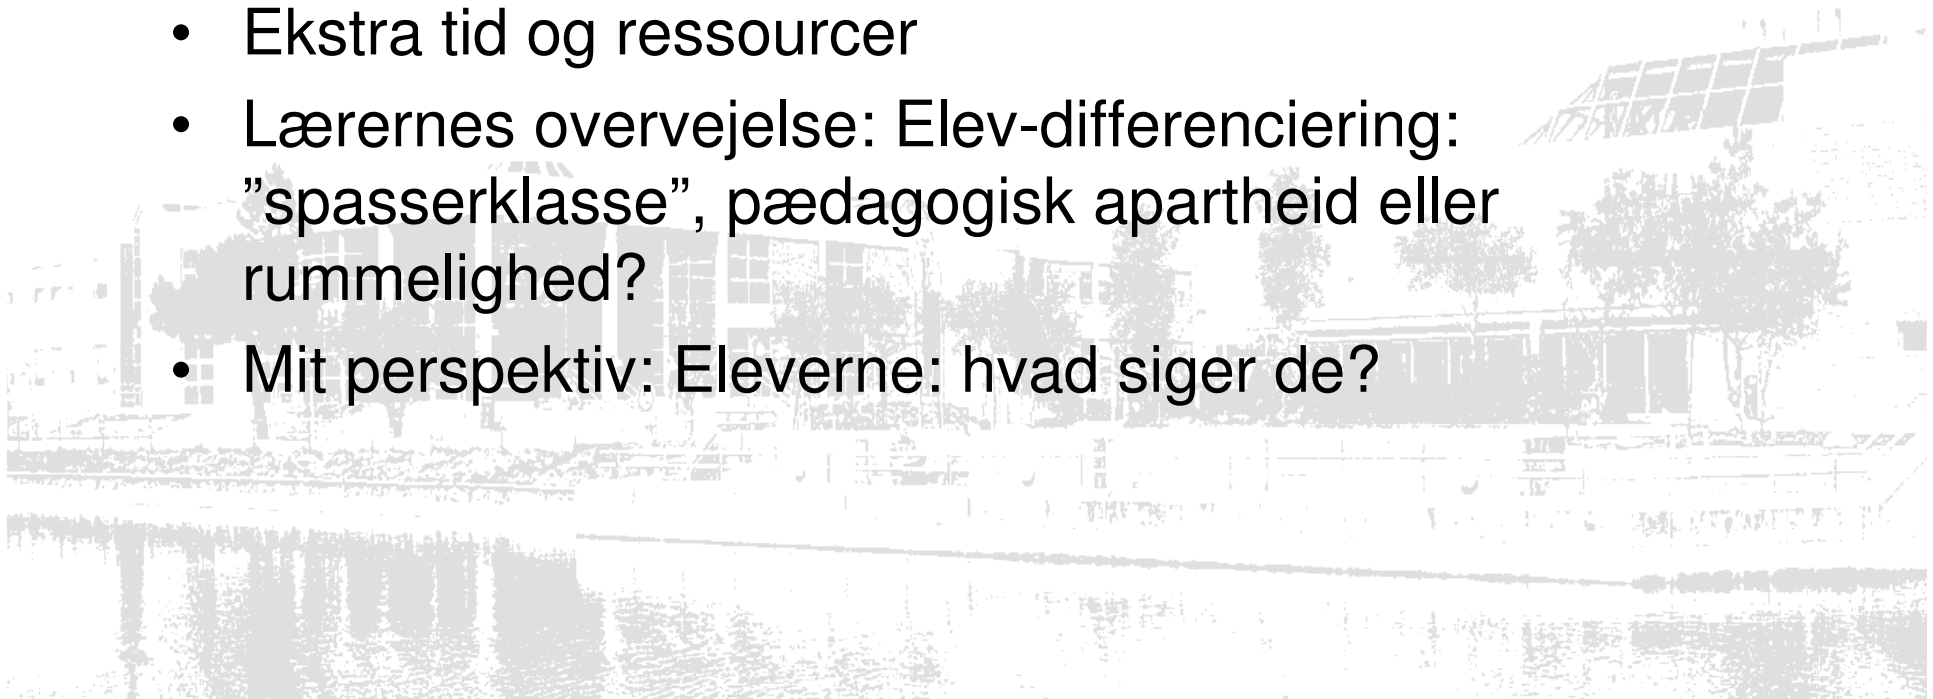 • Ekstra tid og ressourcer
• Lærernes overvejelse: Elev-differenciering:
”spasserklasse”, pædagogisk apartheid eller
rummelighed?
• Mit perspektiv: Eleverne: hvad siger de?